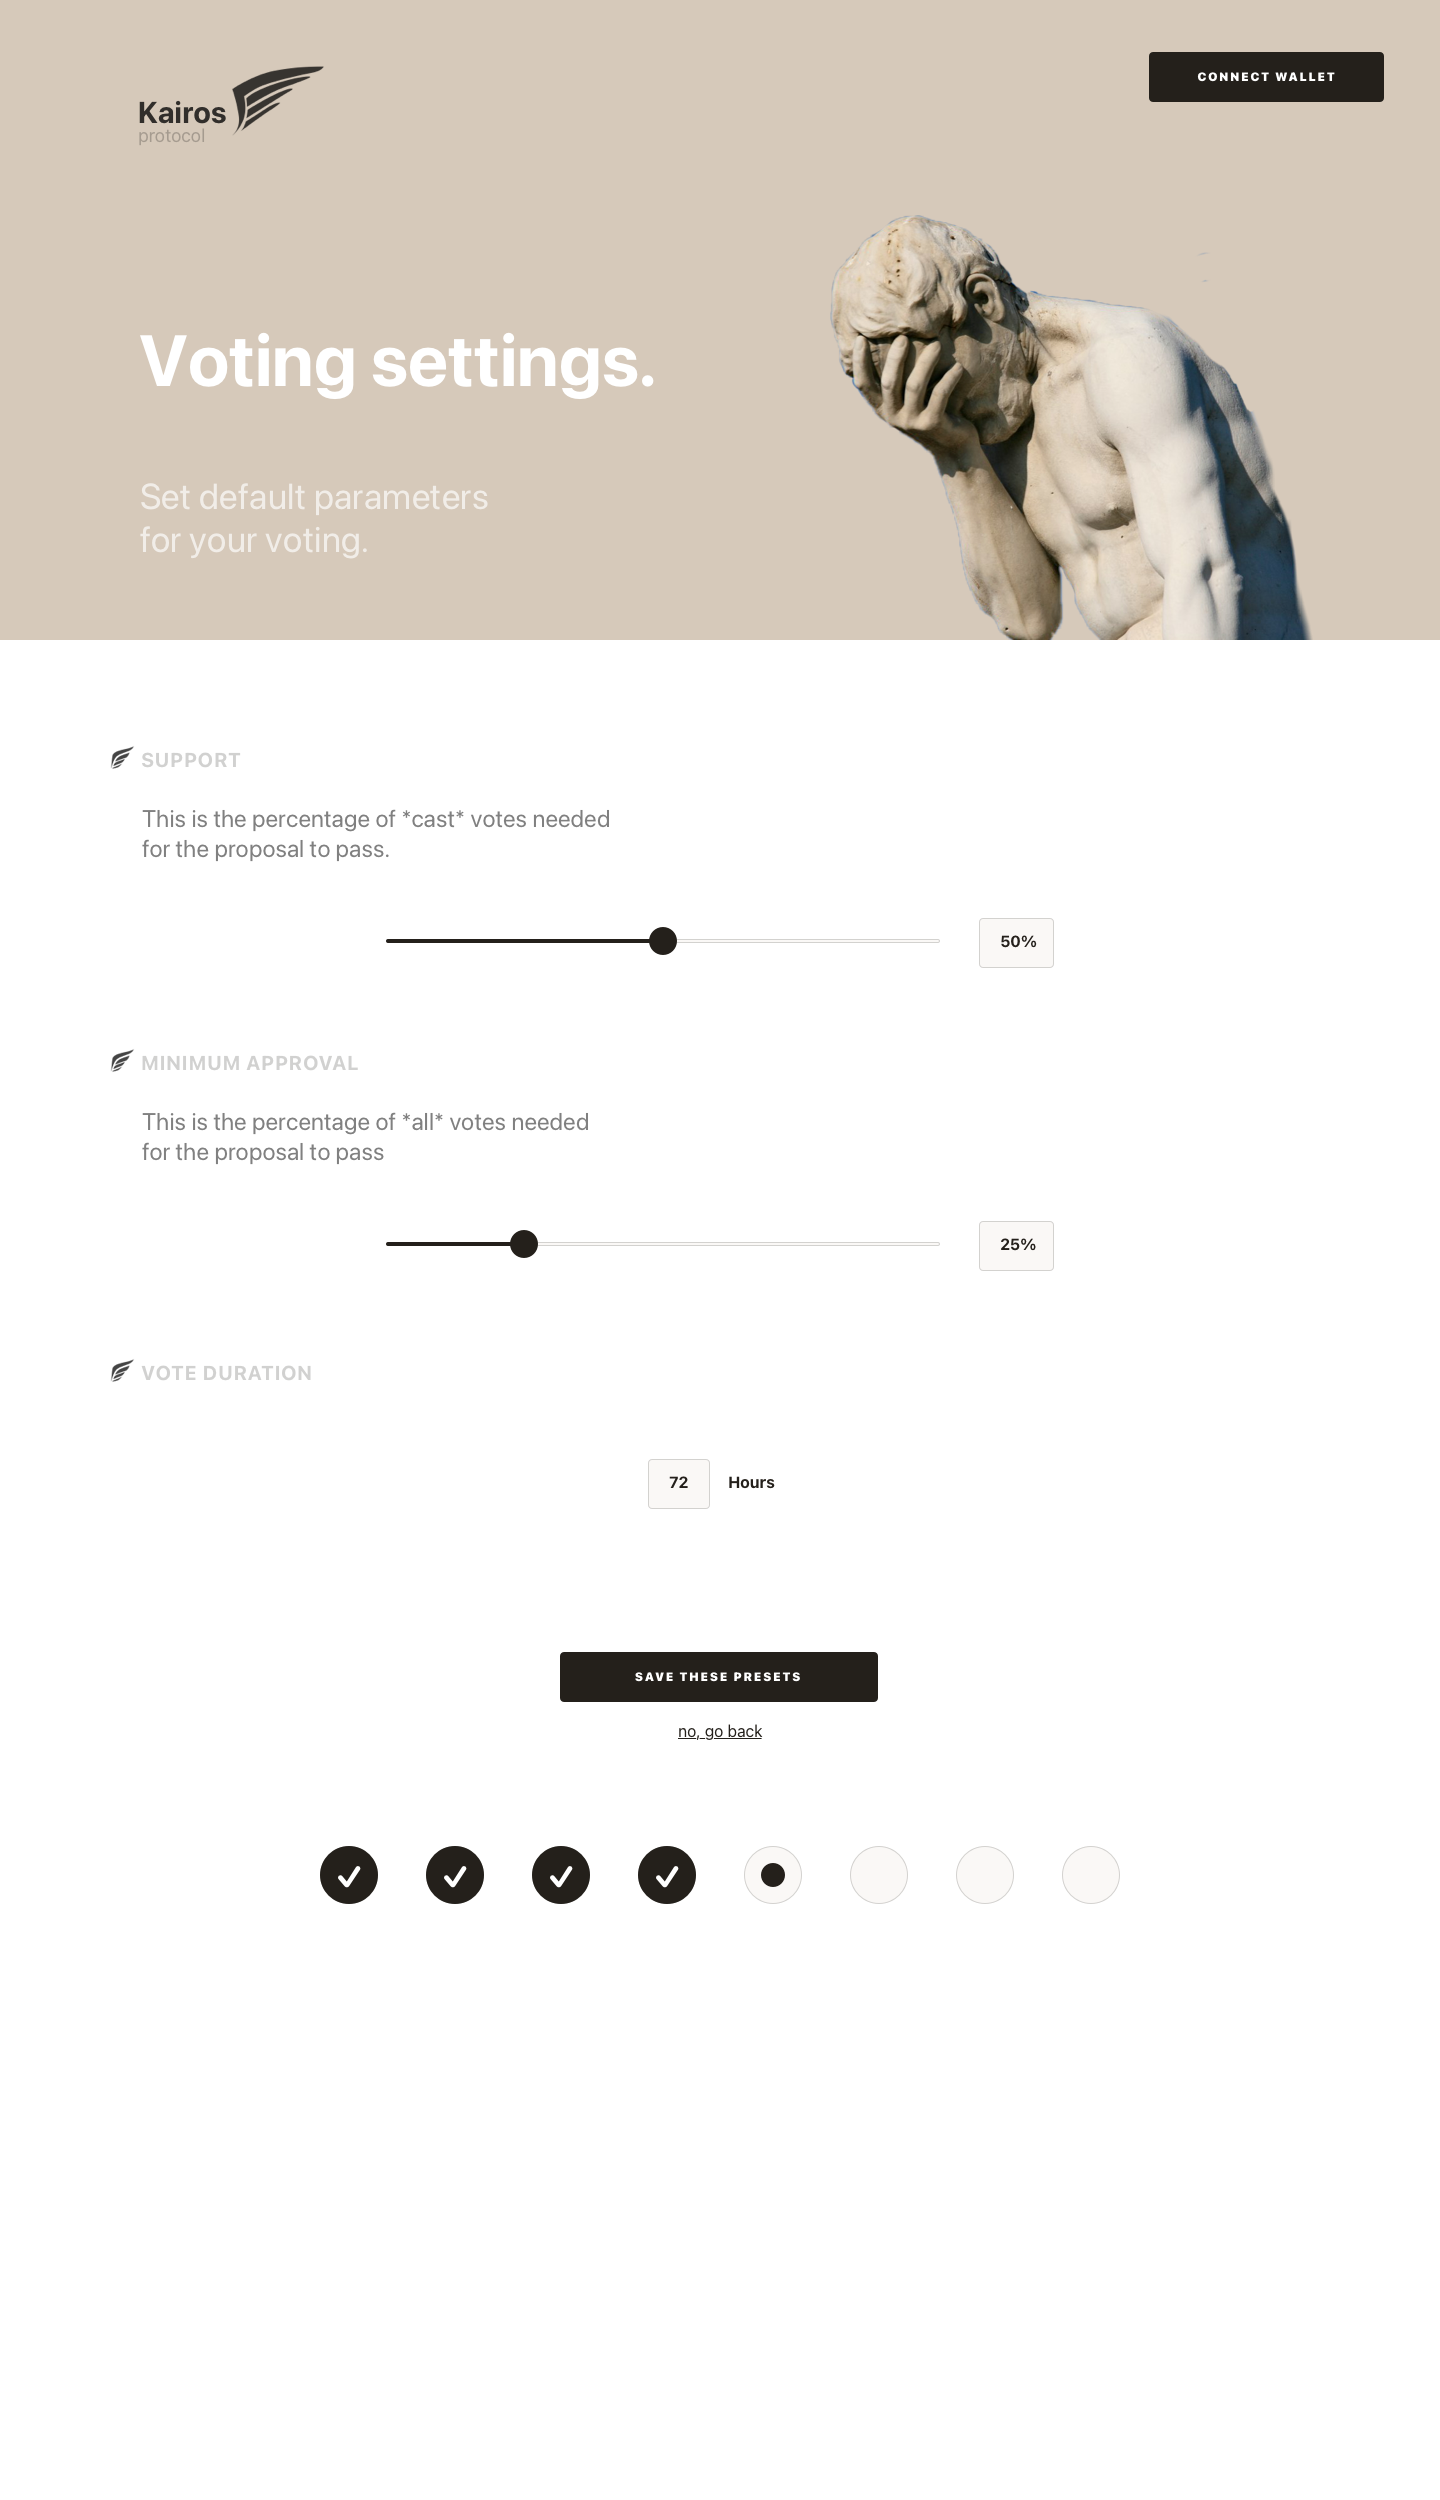 Kairos
protocol
CONNECT WALLET
Voting settings.
Set default parameters
for your voting.
SUPPORT
This is the percentage of *cast* votes needed
for the proposal to pass.
50%
MINIMUM APPROVAL
This is the percentage of *all* votes needed
for the proposal to pass
25%
VOTE DURATION
72 Hours
SAVE THESE PRESETS
no, go back